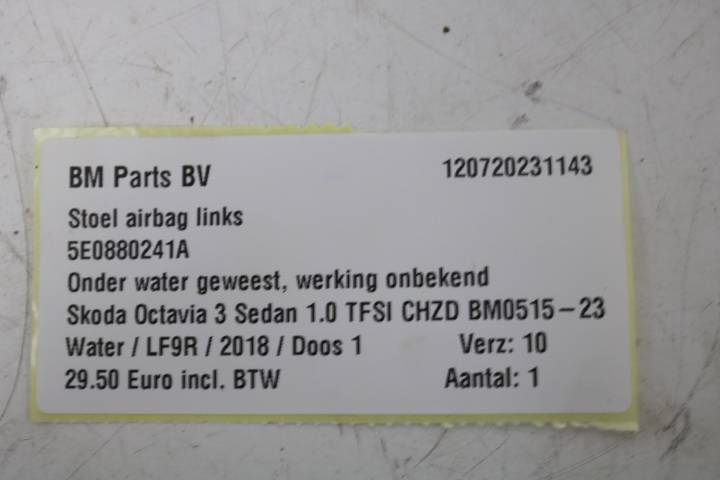 BM Parts BV 120720231143
Stoel airbag links
5E0880241A
Onder water geweest, werking onbekend
Skoda Octavia 3 Sedan 1.0 TFSI CHZD BM0515-23
Water / LF9R / 2018 / Doos 1 Verz: 10
29.50 Euro incl. BTW Aantal: 1